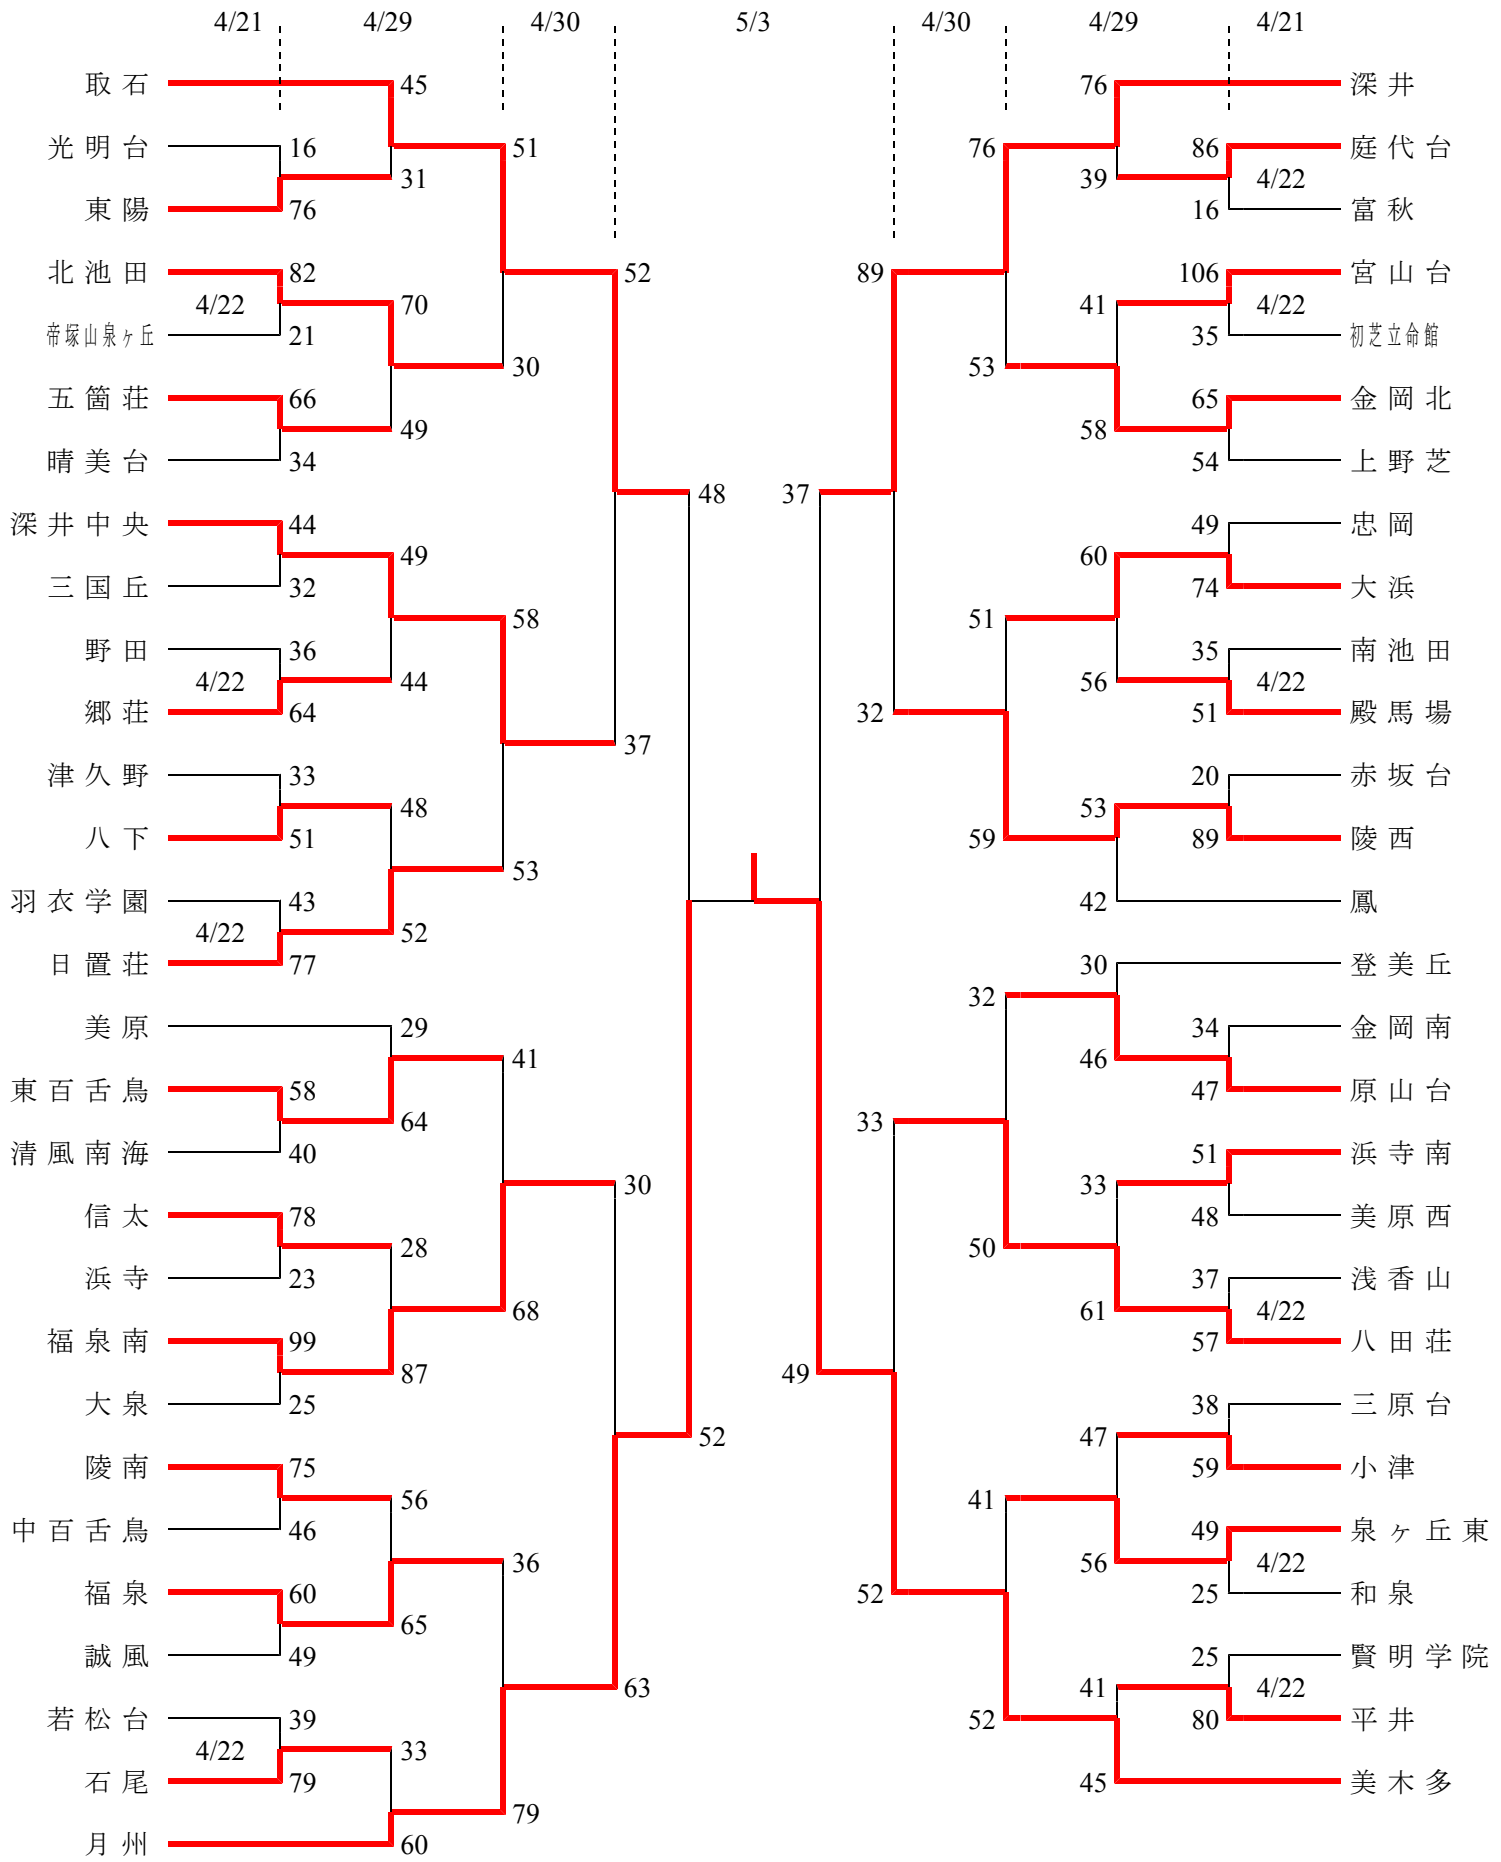 4/21 4/29 4/30 5/3 4/30 4/29 4/21
取石 45 76 深井
光明台 16 51 76 86 庭代台
31 39 4/22
東陽 76 16 富秋
北池田 82 52 89 106 宮山台
4/22 70 41 4/22
帝塚山泉ヶ丘 21 35 初芝立命館
30 53
五箇荘 66 65 金岡北
49 58
晴美台 34 54 上野芝
48 37
深井中央 44 49 忠岡
49 60
三国丘 32 74 大浜
58 51
野田 36 35 南池田
4/22 44 56 4/22
郷荘 64 32 51 殿馬場
37
津久野 33 20 赤坂台
48 53
八下 51 59 89 陵西
53
羽衣学園 43 42 鳳
4/22 52
日置荘 77 30 登美丘
32
美原 29 34 金岡南
41 46
東百舌鳥 58 47 原山台
64 33
清風南海 40 51 浜寺南
30 33
信太 78 48 美原西
28 50
浜寺 23 37 浅香山
68 61 4/22
福泉南 99 57 八田荘
87 49
大泉 25 38 三原台
52 47
陵南 75 59 小津
56 41
中百舌鳥 46 49 泉ヶ丘東
36 56 4/22
福泉 60 52 25 和泉
65
誠風 49 25 賢明学院
63 41 4/22
若松台 39 52 80 平井
4/22 33
石尾 79 45 美木多
79
月州 60